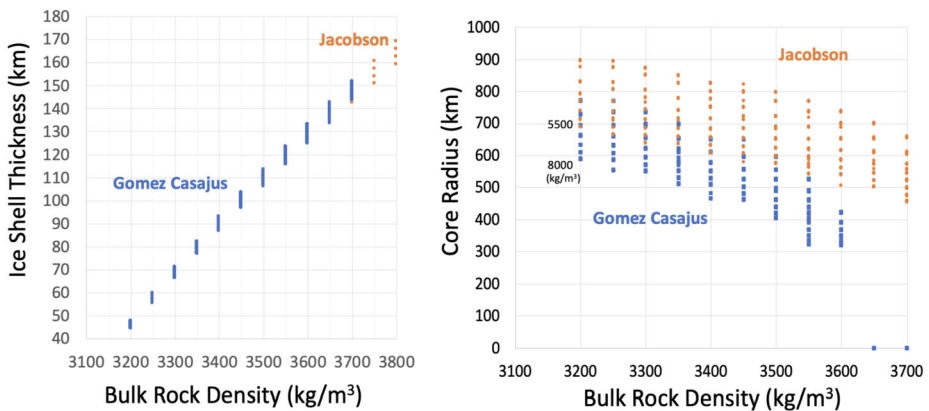 Ice Shell Thickness (km)
180
170
160
150
140
130
120
110
100
90
80
70
60
50
40
Jacobson
Gomez Casajus
3100 3200 3300 3400 3500 3600 3700 3800
Bulk Rock Density (kg/m³)
Core Radius (km)
1000
900
800
700
600
500
400
300
200
100
0
Jacobson
5500
8000
(kg/m³)
Gomez Casajus
3100 3200 3300 3400 3500 3600 3700
Bulk Rock Density (kg/m³)